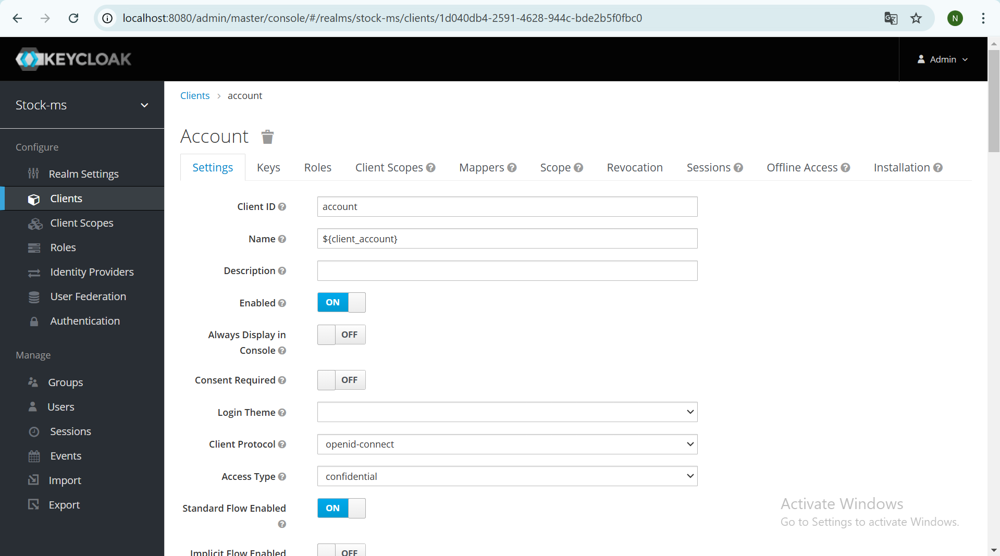 localhost:8080/admin/master/console/#/realms/stock-ms/clients/1d040db4-2591-4628-944c-bde2b5f0fbc0
N
KEYCLOAK
Admin
Stock-ms
Configure
Realm Settings
Clients
Client Scopes
Roles
Identity Providers
User Federation
Authentication
Manage
Groups
Users
Sessions
Events
Import
Export
Clients > account
Account
Settings Keys Roles Client Scopes Mappers Scope Revocation Sessions Offline Access Installation
Client ID account
Name ${client_account}
Description
Enabled ON
Always Display in
Console OFF
Consent Required OFF
Login Theme
Client Protocol openid-connect
Access Type confidential
Standard Flow Enabled ON
Implicit Flow Enabled OFF
Activate Windows
Go to Settings to activate Windows.